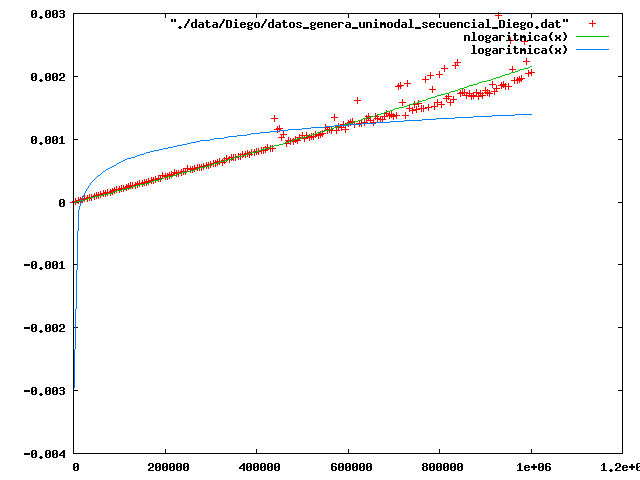 0.003
"./data/Diego/datos_genera_unimodal_secuencial_Diego.dat"
nlogaritmica(x)
logaritmica(x)
0.002
0.001
0
-0.001
-0.002
-0.003
-0.004
0 200000 400000 600000 800000 1e+06 1.2e+0